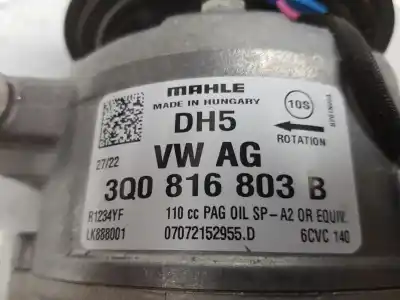 MAHLE
MADE IN HUNGARY
10S
DH5
ROTATION
27/22
VW AG
3Q0 816 803 B
R1234YF
110 cc PAG OIL SP-A2 OR EQUIV.
LK888001
07072152955.D
6CVC 140